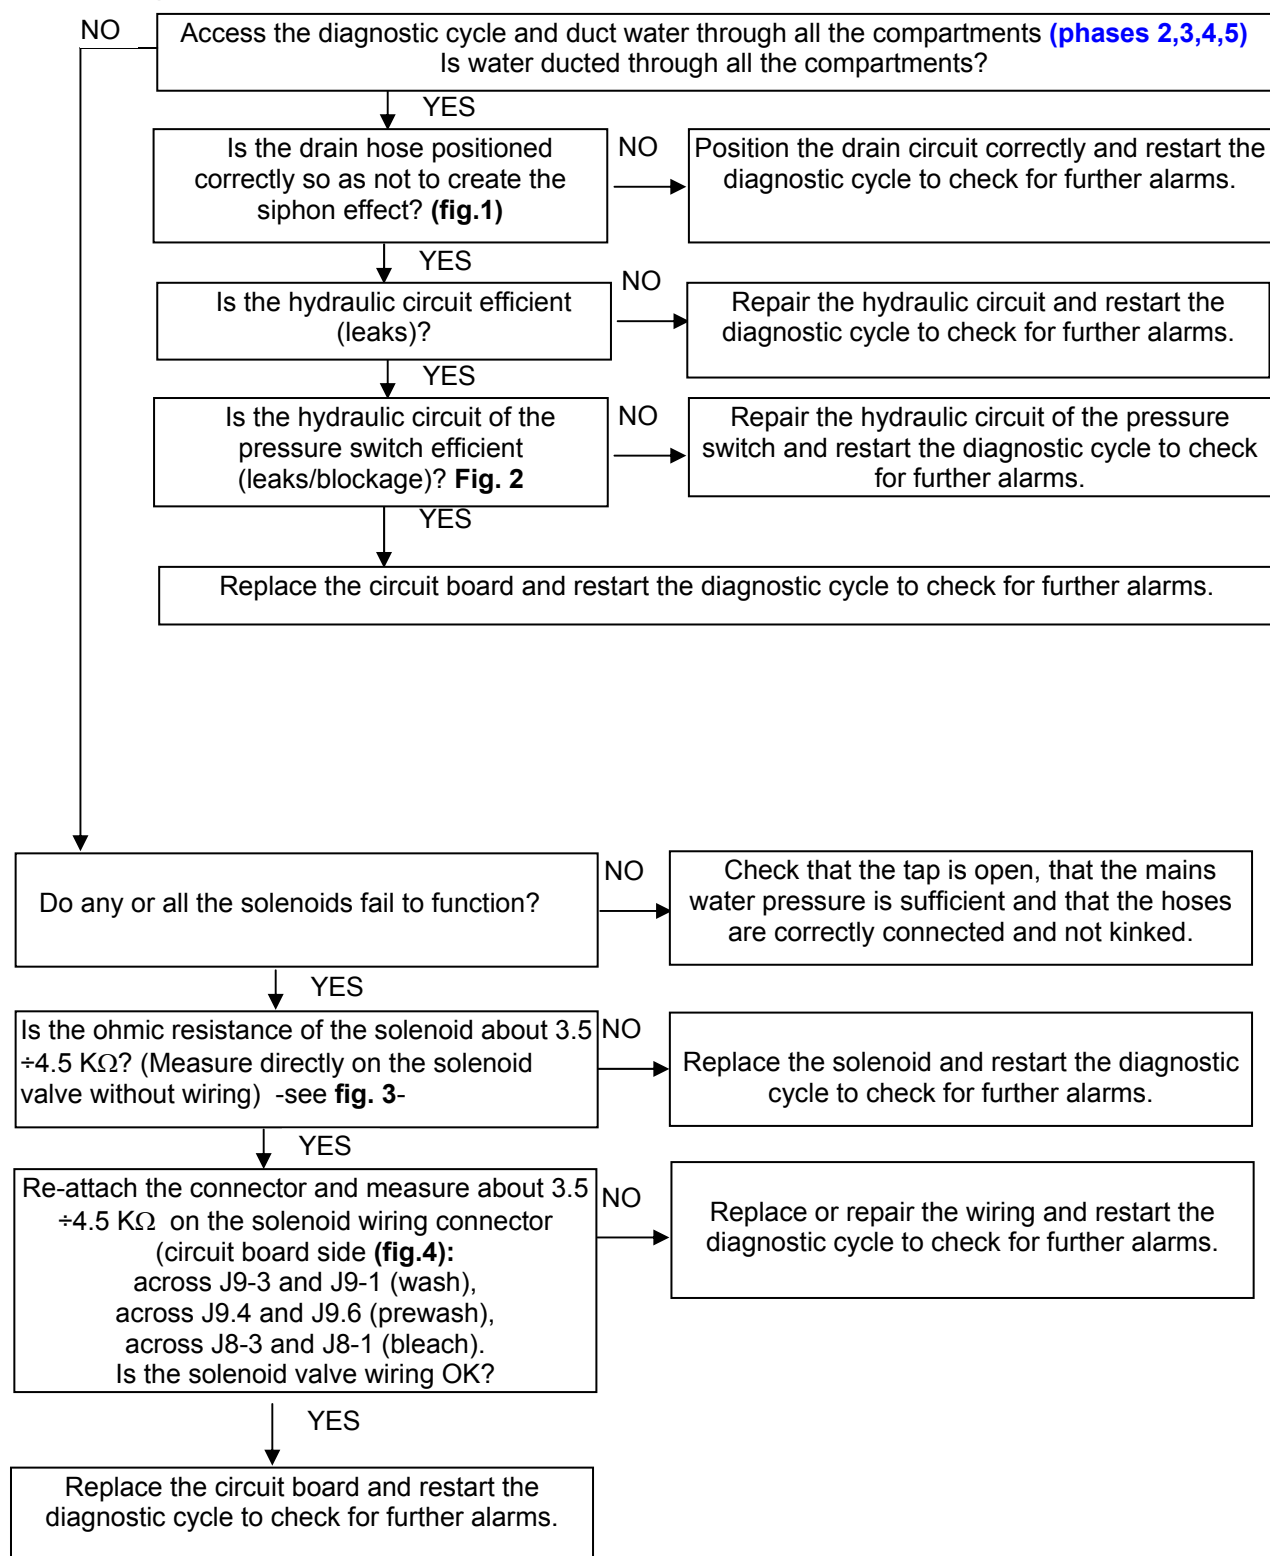 NO
Access the diagnostic cycle and duct water through all the compartments (phases 2,3,4,5)
Is water ducted through all the compartments?
YES
Is the drain hose positioned
correctly so as not to create the
siphon effect? (fig.1)
NO
Position the drain circuit correctly and restart the
diagnostic cycle to check for further alarms.
YES
Is the hydraulic circuit efficient
(leaks)?
NO
Repair the hydraulic circuit and restart the
diagnostic cycle to check for further alarms.
YES
Is the hydraulic circuit of the
pressure switch efficient
(leaks/blockage)? Fig. 2
NO
Repair the hydraulic circuit of the pressure
switch and restart the diagnostic cycle to check
for further alarms.
YES
Replace the circuit board and restart the diagnostic cycle to check for further alarms.
Do any or all the solenoids fail to function?
NO
Check that the tap is open, that the mains
water pressure is sufficient and that the hoses
are correctly connected and not kinked.
YES
Is the ohmic resistance of the solenoid about 3.5
÷4.5 KΩ? (Measure directly on the solenoid
valve without wiring) -see fig. 3-
NO
Replace the solenoid and restart the diagnostic
cycle to check for further alarms.
YES
Re-attach the connector and measure about 3.5
÷4.5 KΩ on the solenoid wiring connector
(circuit board side (fig.4):
across J9-3 and J9-1 (wash),
across J9.4 and J9.6 (prewash),
across J8-3 and J8-1 (bleach).
Is the solenoid valve wiring OK?
NO
Replace or repair the wiring and restart the
diagnostic cycle to check for further alarms.
YES
Replace the circuit board and restart the
diagnostic cycle to check for further alarms.